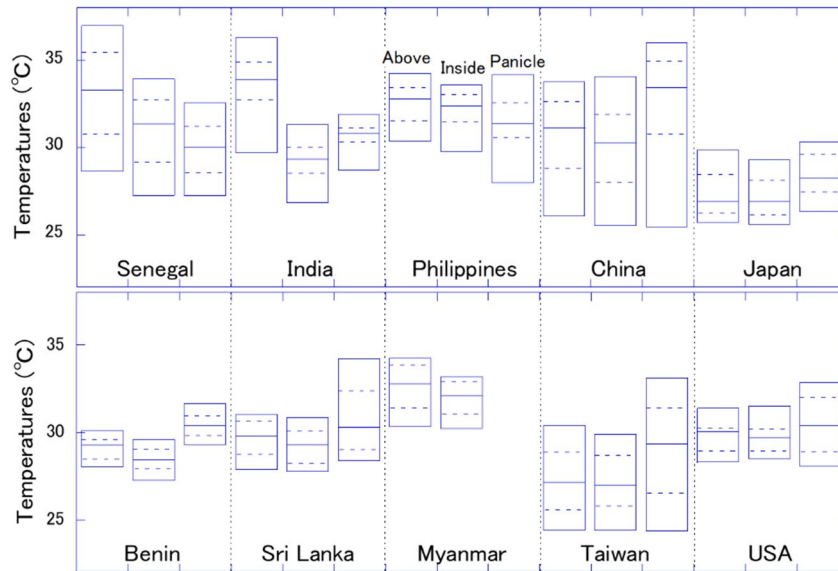 Temperatures (℃)
35
30
25
Above Inside Panicle
Senegal India Philippines China Japan
Temperatures (℃)
35
30
25
Benin Sri Lanka Myanmar Taiwan USA